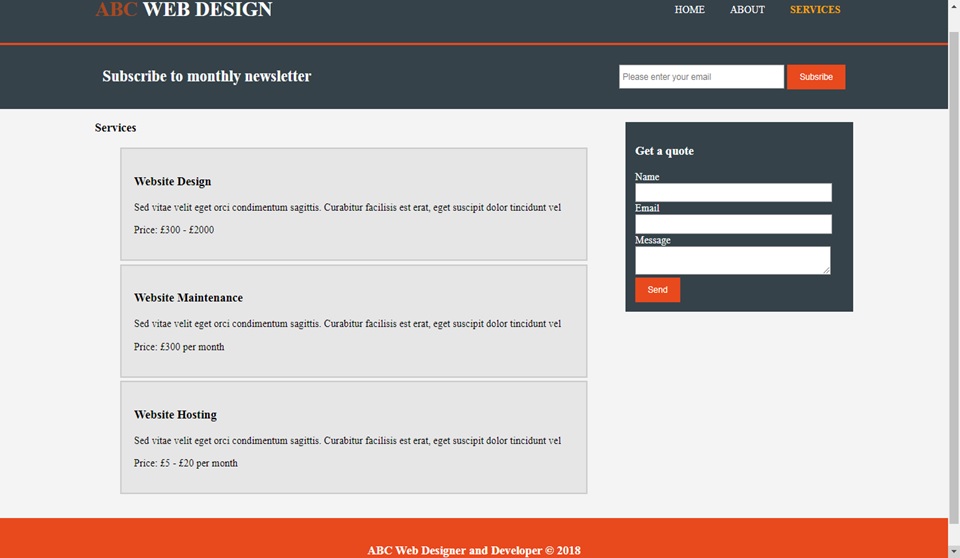 ABC WEB DESIGN
HOME ABOUT SERVICES
Subscribe to monthly newsletter
Please enter your email
Subsribe
Services
Website Design
Sed vitae velit eget orci condimentum sagittis. Curabitur facilisis est erat, eget suscipit dolor tincidunt vel
Price: £300 - £2000
Website Maintenance
Sed vitae velit eget orci condimentum sagittis. Curabitur facilisis est erat, eget suscipit dolor tincidunt vel
Price: £300 per month
Website Hosting
Sed vitae velit eget orci condimentum sagittis. Curabitur facilisis est erat, eget suscipit dolor tincidunt vel
Price: £5 - £20 per month
Get a quote
Name
Email
Message
Send
ABC Web Designer and Developer © 2018